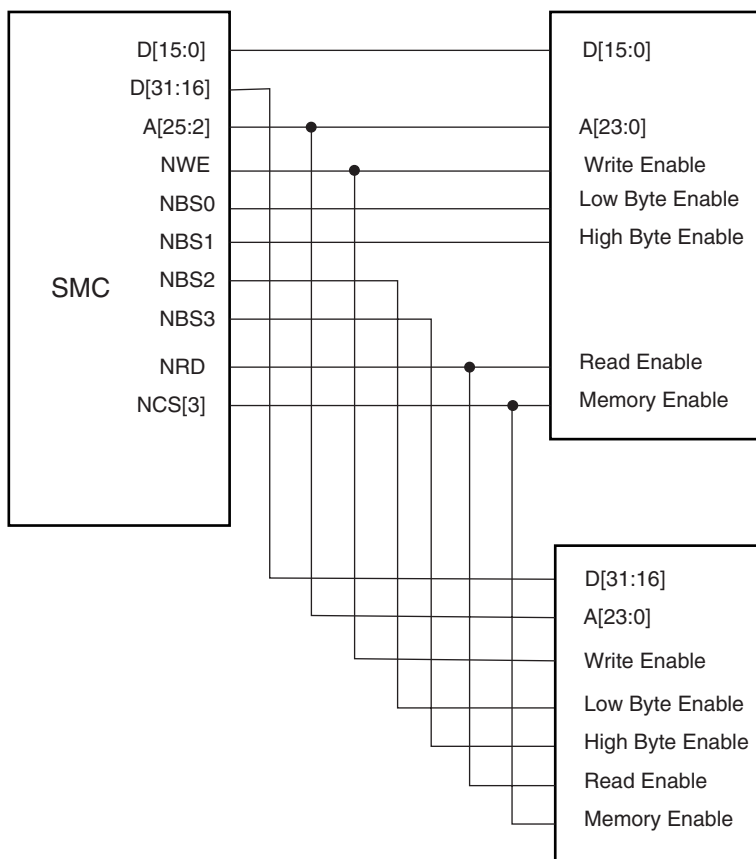 D[15:0]
D[31:16]
A[25:2]
NWE
NBS0
NBS1
NBS2
NBS3
NRD
NCS[3]
SMC
D[15:0]
A[23:0]
Write Enable
Low Byte Enable
High Byte Enable
Read Enable
Memory Enable
D[31:16]
A[23:0]
Write Enable
Low Byte Enable
High Byte Enable
Read Enable
Memory Enable